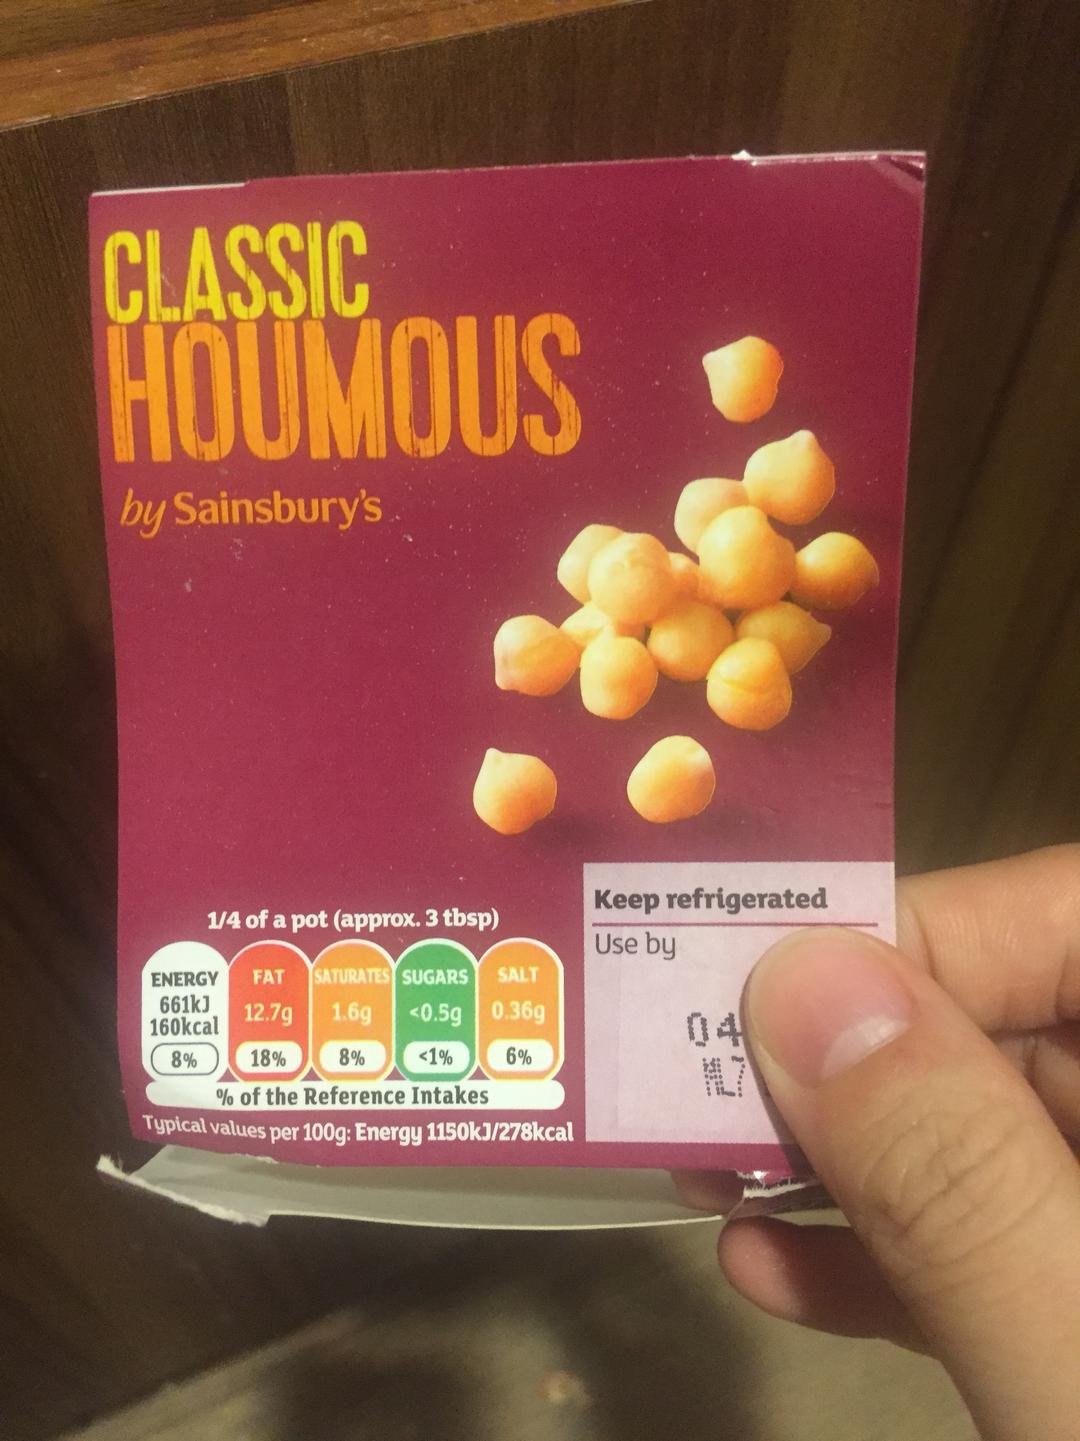 CLASSIC
HOUMOUS
by Sainsbury's
1/4 of a pot (approx. 3 tbsp)
ENERGY
661kJ
160kcal
8%
FAT
12.7g
18%
SATURATES
1.6g
8%
SUGARS
<0.5g
<1%
SALT
0.36g
6%
% of the Reference Intakes
Typical values per 100g: Energy 1150kJ/278kcal
Keep refrigerated
Use by
04